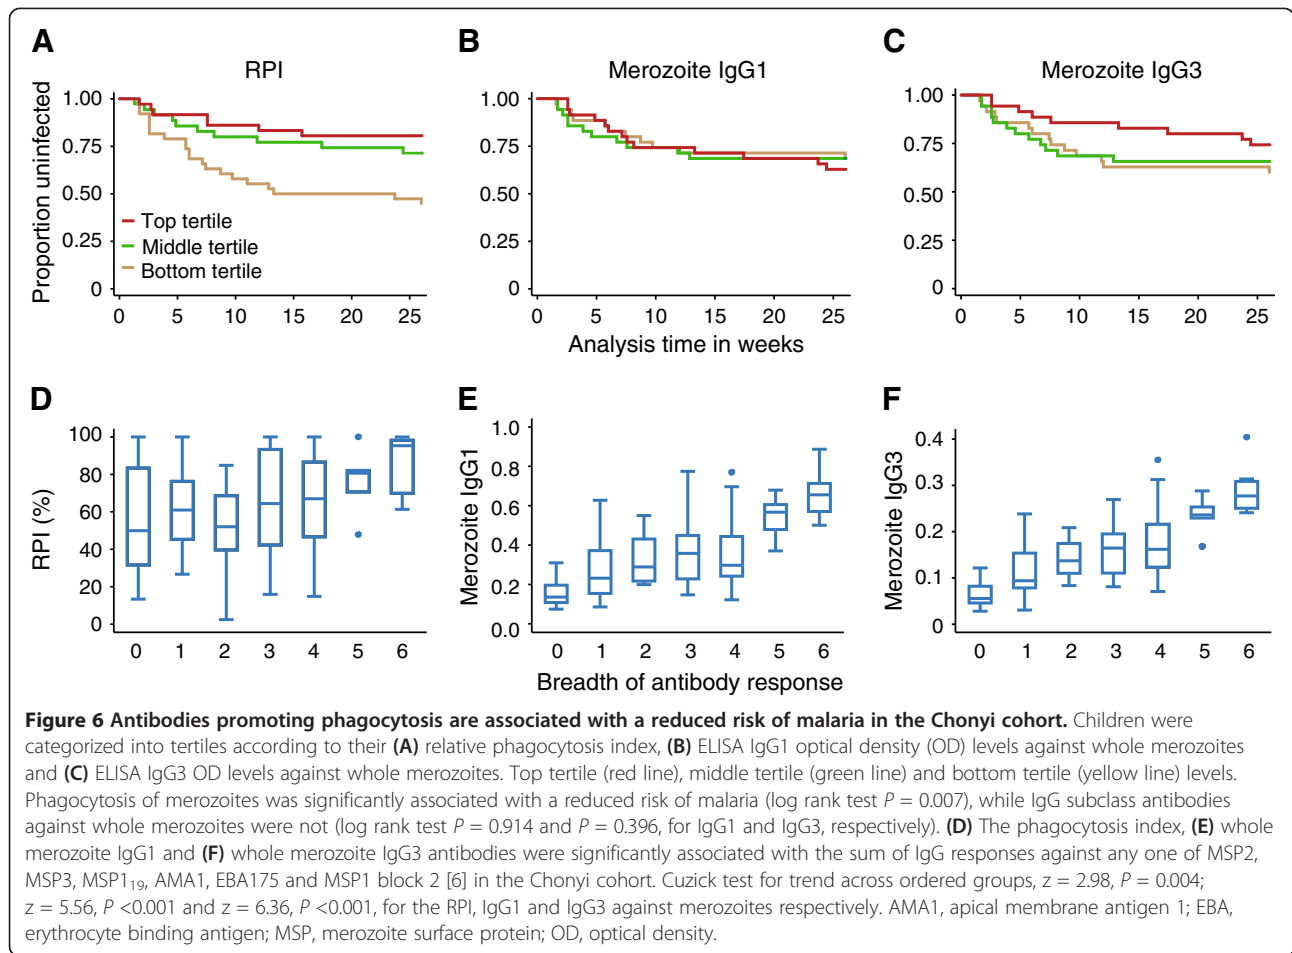 A
RPI
Proportion uninfected
1.00
0.75
0.50
0.25
0
Top tertile
Middle tertile
Bottom tertile
0 5 10 15 20 25
B
Merozoite IgG1
1.00
0.75
0.50
0.25
0
0 5 10 15 20 25
Analysis time in weeks
C
Merozoite IgG3
1.00
0.75
0.50
0.25
0
0 5 10 15 20 25
D
RPI (%)
100
80
60
40
20
0
0 1 2 3 4 5 6
E
Merozoite IgG1
1.0
0.8
0.6
0.4
0.2
0.0
0 1 2 3 4 5 6
Breadth of antibody response
F
Merozoite IgG3
0.4
0.3
0.2
0.1
0
0 1 2 3 4 5 6
Figure 6 Antibodies promoting phagocytosis are associated with a reduced risk of malaria in the Chonyi cohort. Children were
categorized into tertiles according to their (A) relative phagocytosis index, (B) ELISA IgG1 optical density (OD) levels against whole merozoites
and (C) ELISA IgG3 OD levels against whole merozoites. Top tertile (red line), middle tertile (green line) and bottom tertile (yellow line) levels.
Phagocytosis of merozoites was significantly associated with a reduced risk of malaria (log rank test P = 0.007), while IgG subclass antibodies
against whole merozoites were not (log rank test P = 0.914 and P = 0.396, for IgG1 and IgG3, respectively). (D) The phagocytosis index, (E) whole
merozoite IgG1 and (F) whole merozoite IgG3 antibodies were significantly associated with the sum of IgG responses against any one of MSP2,
MSP3, MSP1₁₉, AMA1, EBA175 and MSP1 block 2 [6] in the Chonyi cohort. Cuzick test for trend across ordered groups, z = 2.98, P = 0.004;
z = 5.56, P <0.001 and z = 6.36, P <0.001, for the RPI, IgG1 and IgG3 against merozoites respectively. AMA1, apical membrane antigen 1; EBA,
erythrocyte binding antigen; MSP, merozoite surface protein; OD, optical density.